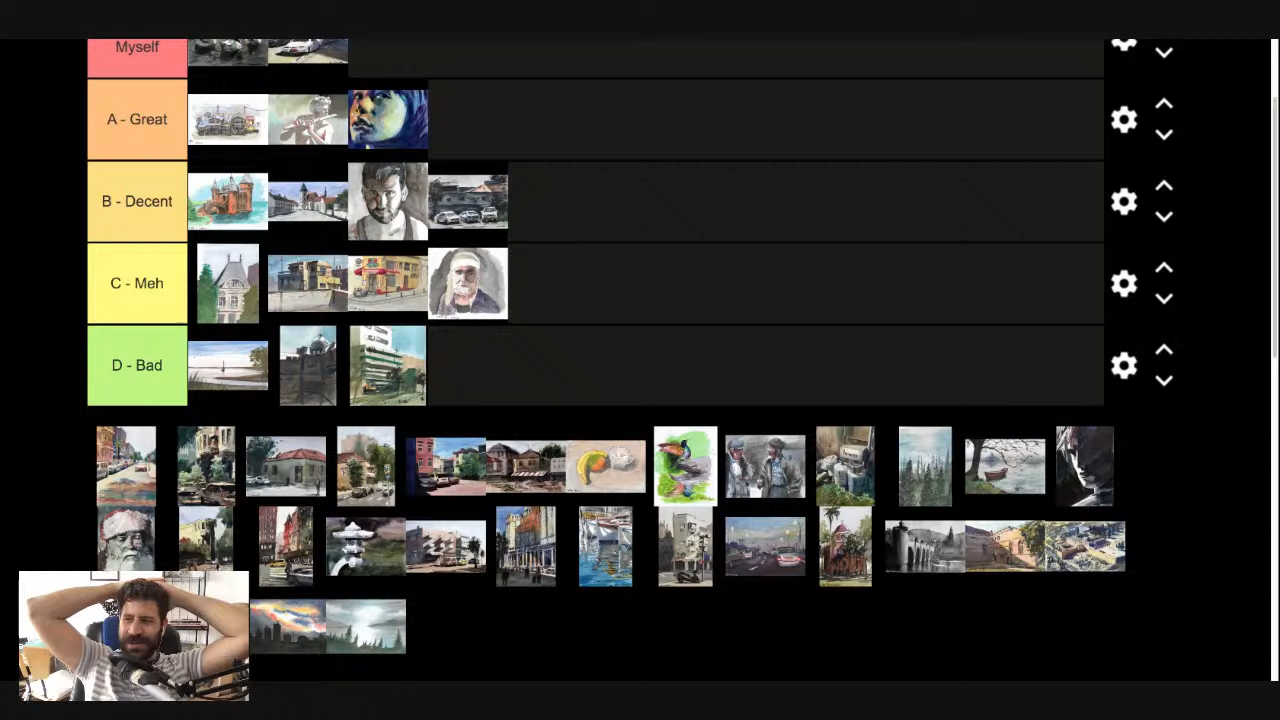 Myself
A - Great
B - Decent
C - Meh
D - Bad